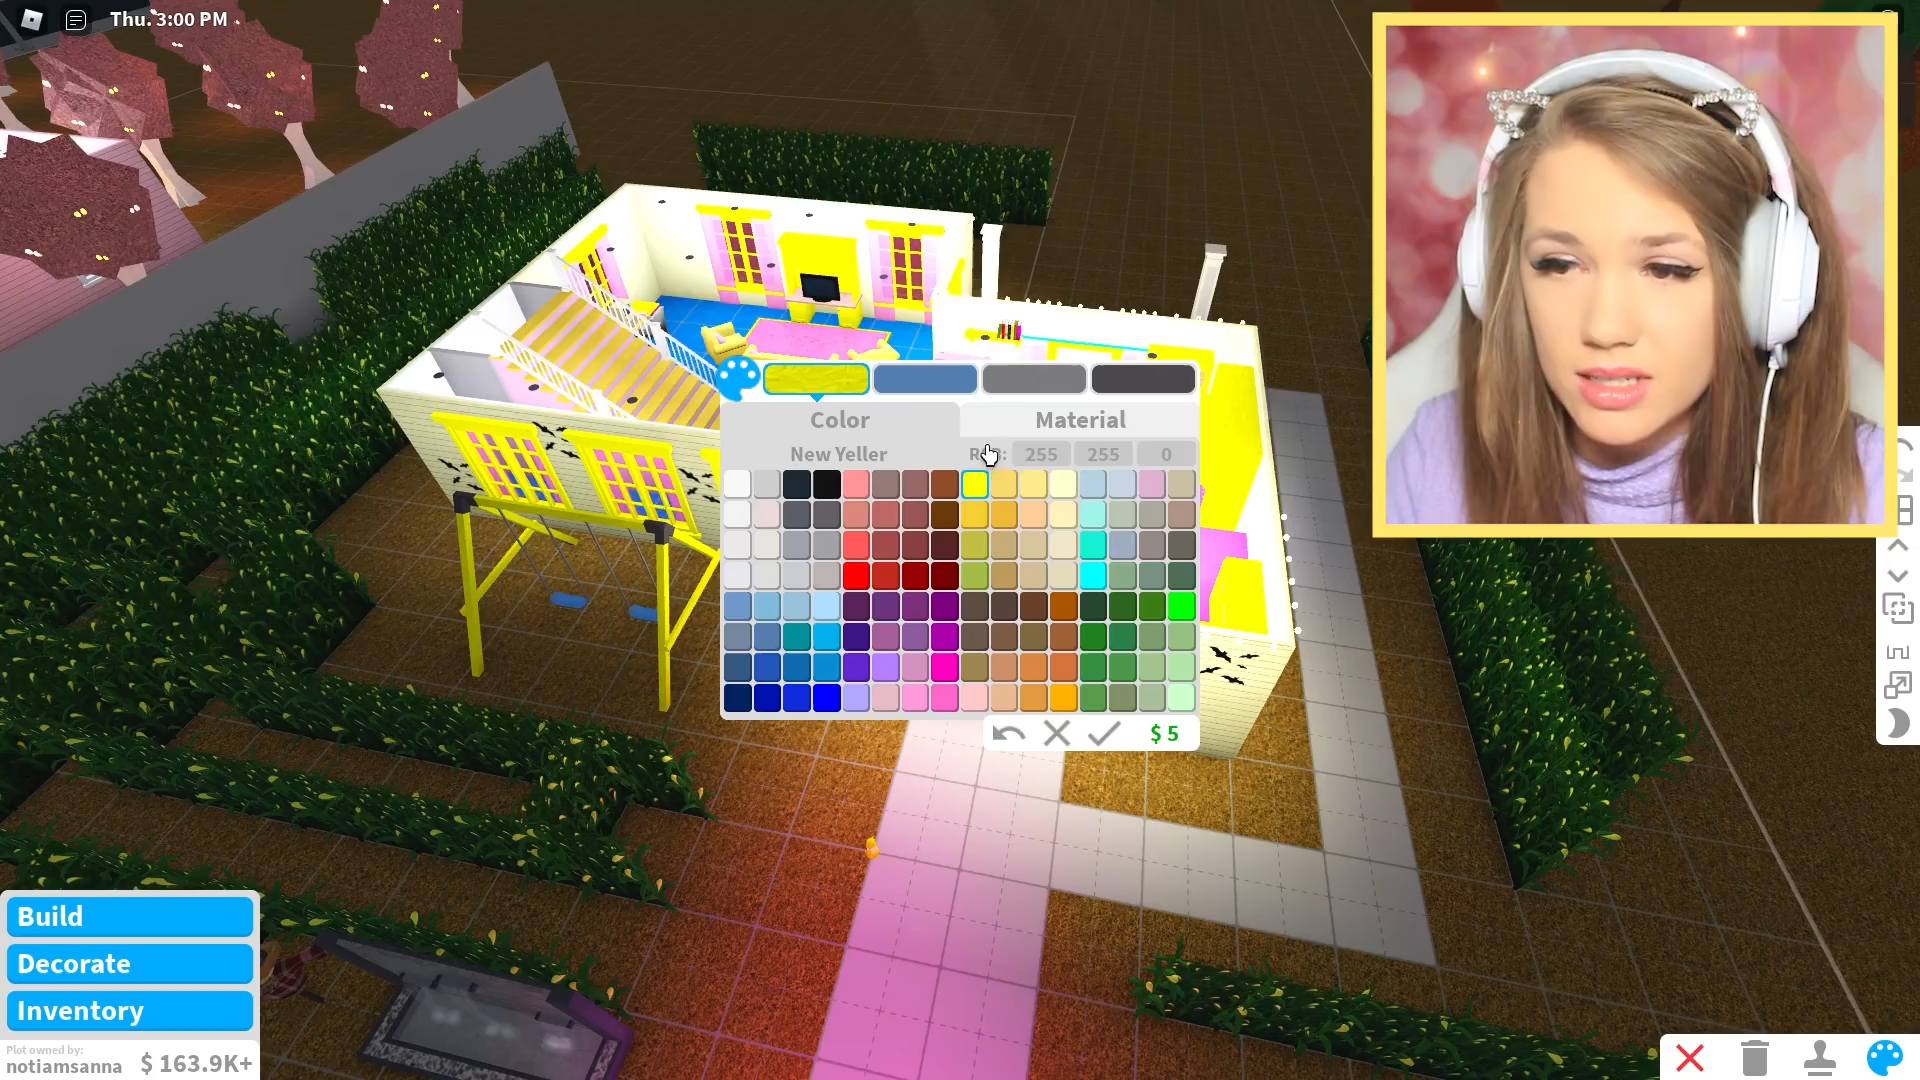 Thu. 3:00 PM
Color
Material
New Yeller
255
255
0
$ 5
Build
Decorate
Inventory
Plot owned by:
notiamsanna
$ 163.9K+